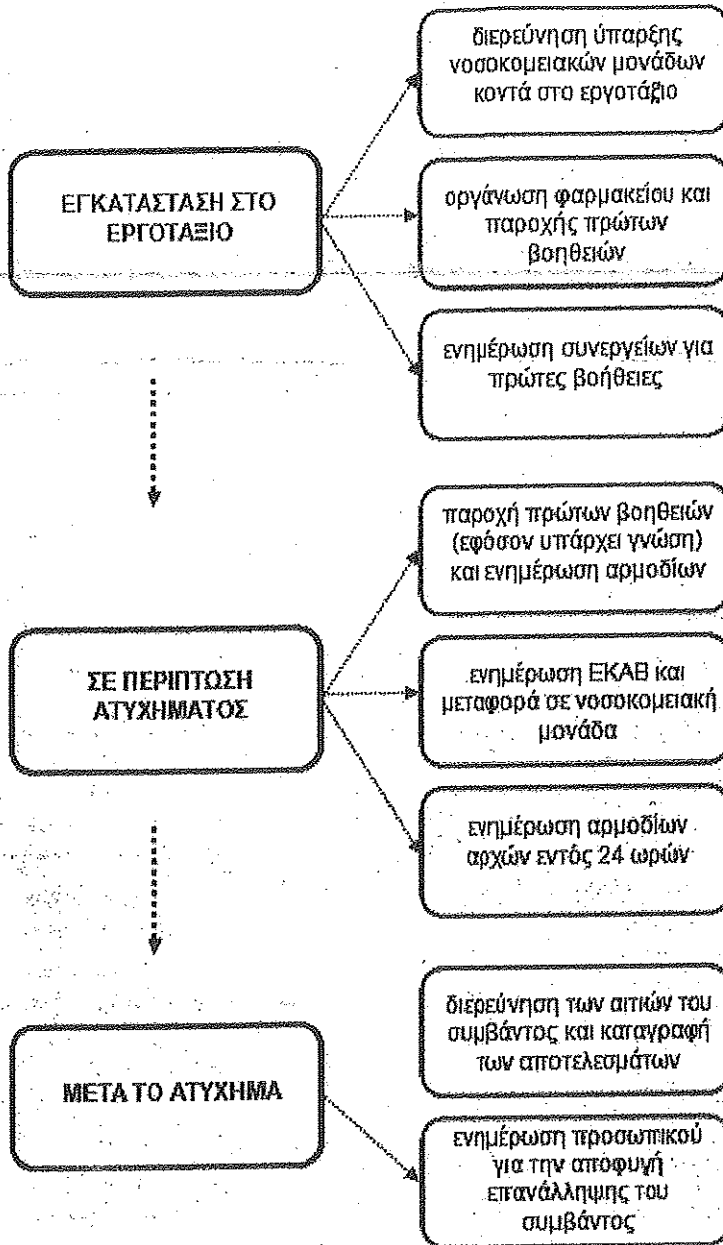 διερεύνηση ύπαρξης
νοσοκομειακών μονάδων
κοντά στο εργοτάξιο
ΕΓΚΑΤΑΣΤΑΣΗ ΣΤΟ
ΕΡΓΟΤΑΞΙΟ
οργάνωση φαρμακείου και
παροχής πρώτων
βοηθειών
ενημέρωση συνεργείων για
πρώτες βοήθειες
παροχή πρώτων βοηθειών
(εφόσον υπάρχει γνώση)
και ενημέρωση αρμοδίων
ΣΕ ΠΕΡΙΠΤΩΣΗ
ΑΤΥΧΗΜΑΤΟΣ
ενημέρωση ΕΚΑΒ και
μεταφορά σε νοσοκομειακή
μονάδα
ενημέρωση αρμοδίων
αρχών εντός 24 ωρών
διερεύνηση των αιτιών του
συμβάντος και καταγραφή
των αποτελεσμάτων
ΜΕΤΑ ΤΟ ΑΤΥΧΗΜΑ
ενημέρωση προσωπικού
για την αποφυγή
επανάληψης του
συμβάντος